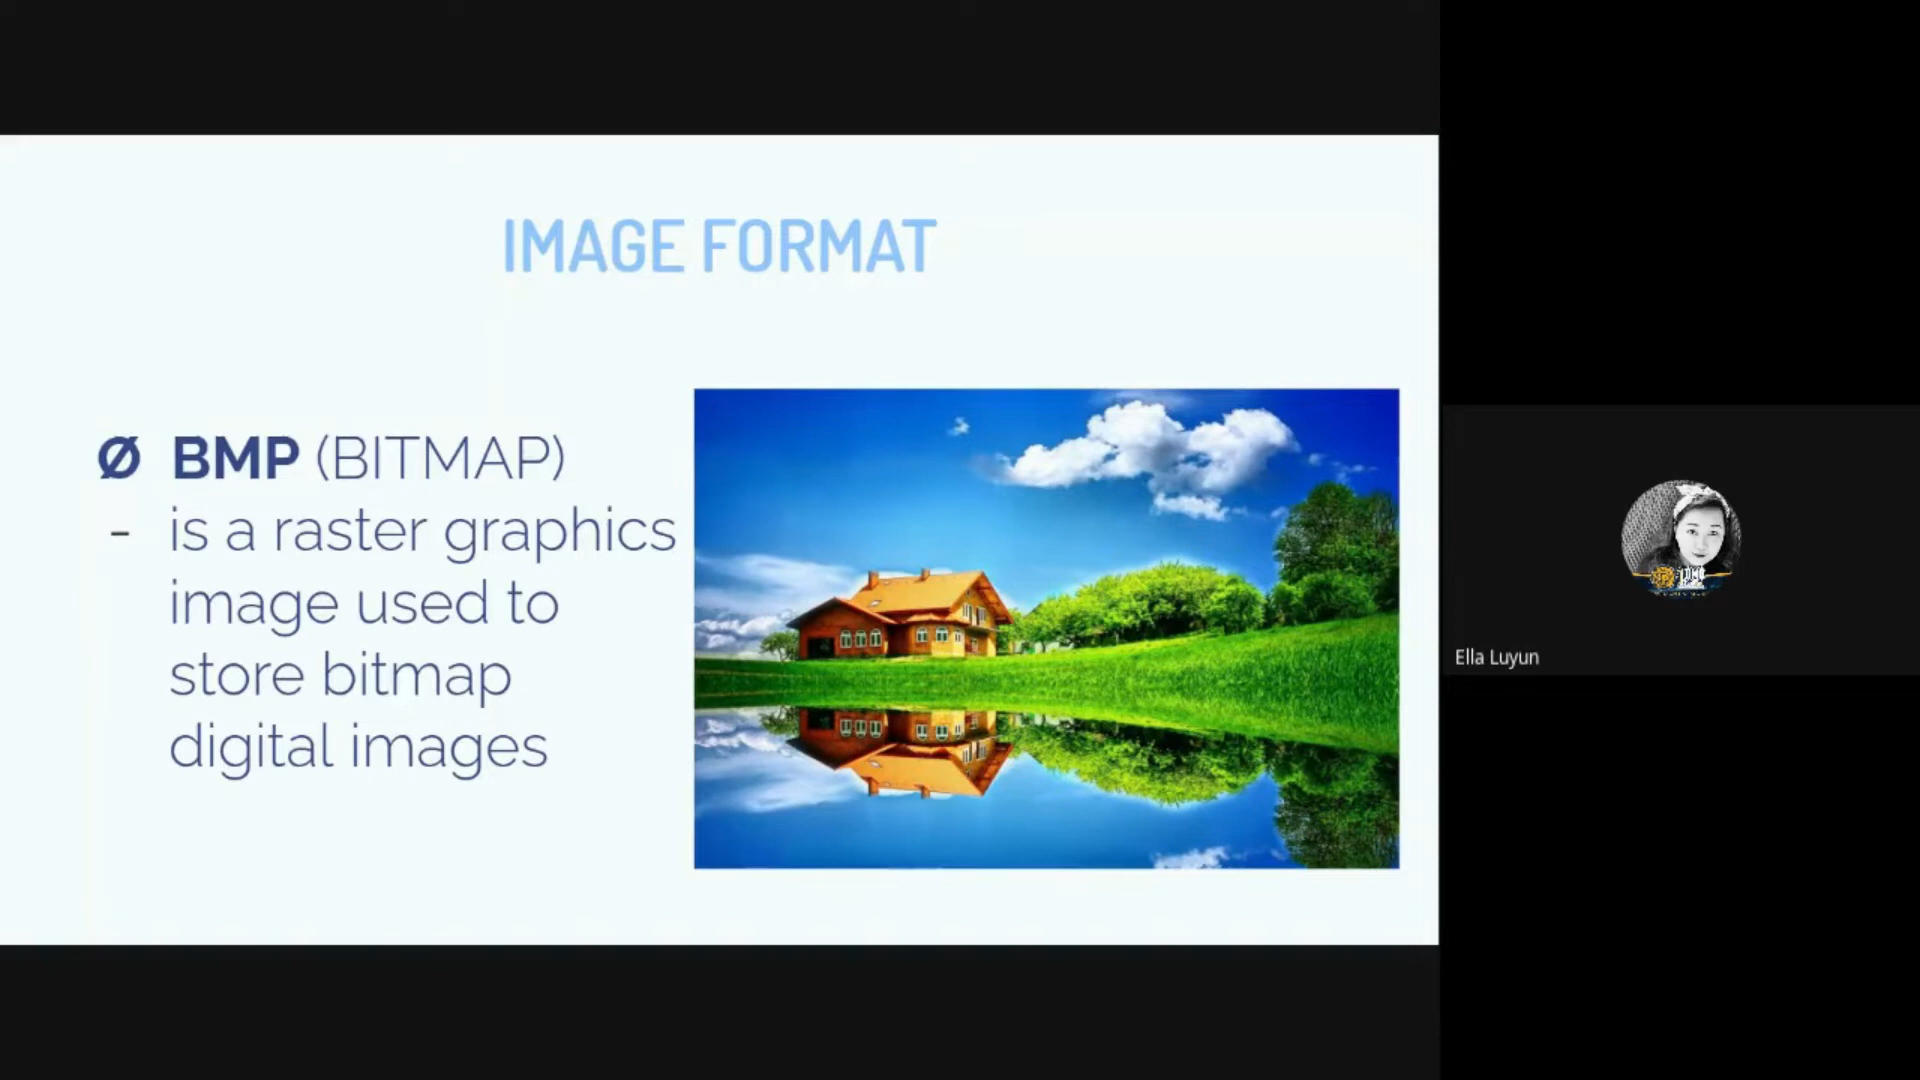 IMAGE FORMAT
Ø BMP (BITMAP)
- is a raster graphics
image used to
store bitmap
digital images
Ella Luyun